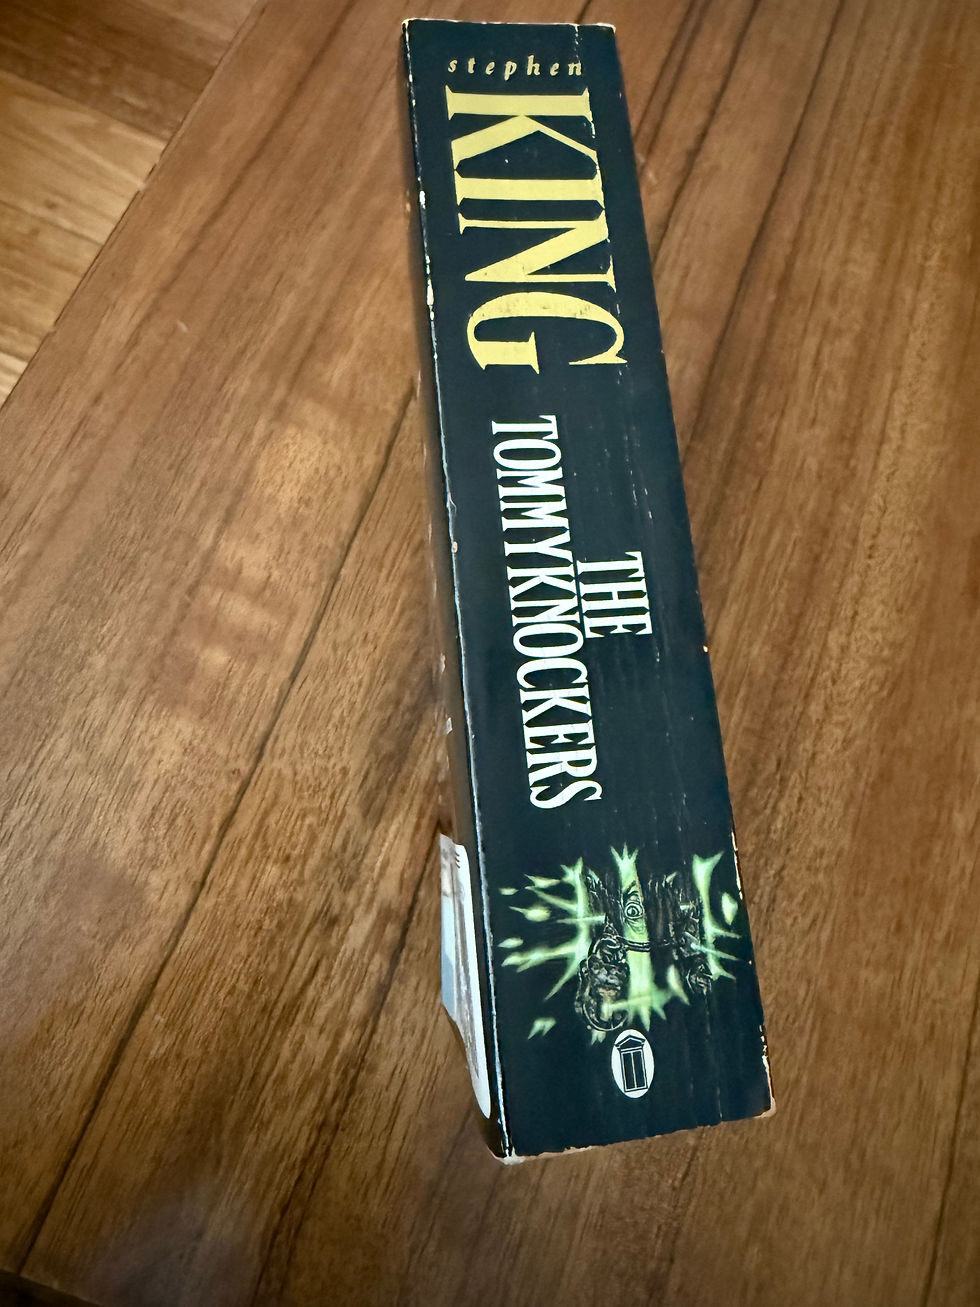 stephen
KING
THE
TOMMYKNOCKERS